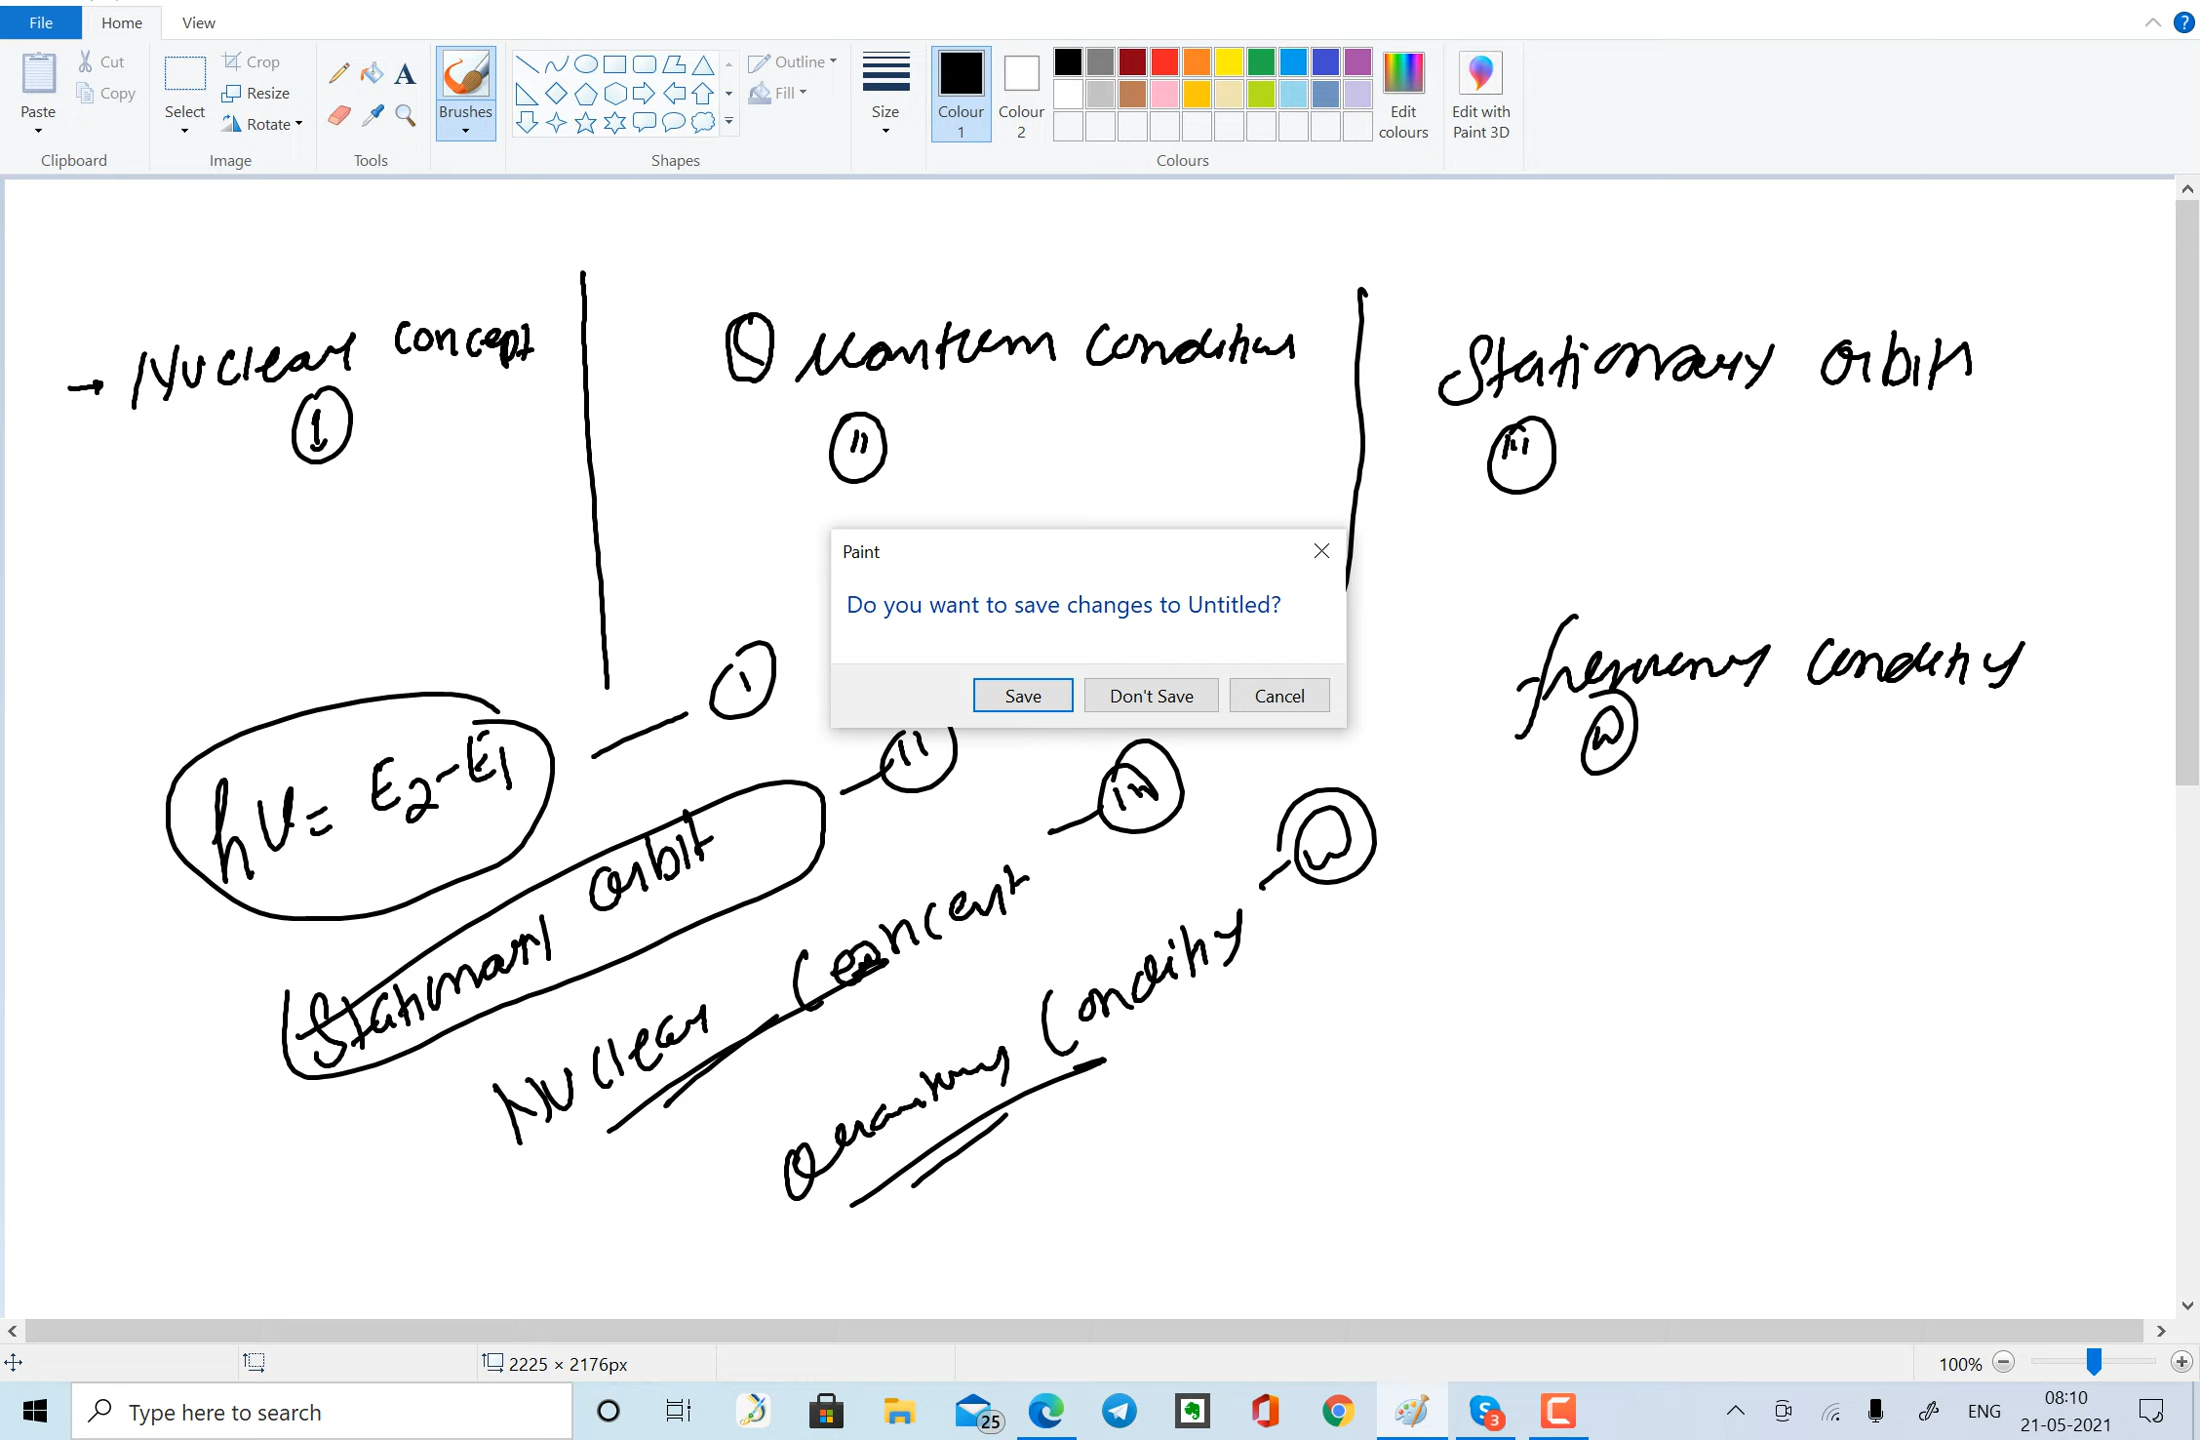 File Home View
Paste Cut Copy Select Crop Resize Rotate Brushes Outline Fill Size Colour 1 Colour 2 Edit colours Edit with Paint 3D
Clipboard Image Tools Shapes Colours
→ Nuclear concept
I
Quantum condition
II
Stationary orbit
III
Paint
Do you want to save changes to Untitled?
Save Don't Save Cancel
frequency condition
hν = E2-E1 — I
Stationary orbit — II
Nuclear Concept —
Quantum Condition —
2225 × 2176px
100%
Type here to search
25
3
ENG
08:10
21-05-2021